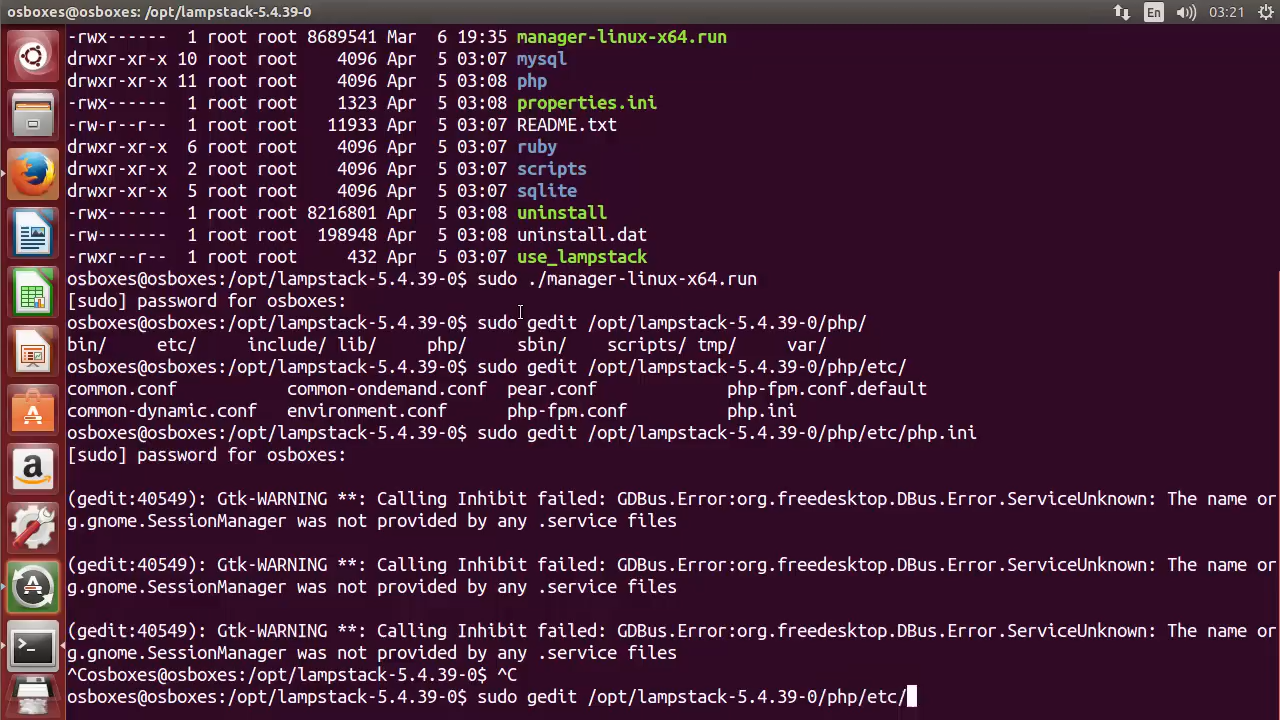 osboxes@osboxes: /opt/lampstack-5.4.39-0 En 03:21
-rwx------ 1 root root 8689541 Mar 6 19:35 manager-linux-x64.run
drwxr-xr-x 10 root root 4096 Apr 5 03:07 mysql
drwxr-xr-x 11 root root 4096 Apr 5 03:08 php
-rwx------ 1 root root 1323 Apr 5 03:08 properties.ini
-rw-r--r-- 1 root root 11933 Apr 5 03:07 README.txt
drwxr-xr-x 6 root root 4096 Apr 5 03:07 ruby
drwxr-xr-x 2 root root 4096 Apr 5 03:07 scripts
drwxr-xr-x 5 root root 4096 Apr 5 03:07 sqlite
-rwx------ 1 root root 8216801 Apr 5 03:08 uninstall
-rw------- 1 root root 198948 Apr 5 03:08 uninstall.dat
-rwxr--r-- 1 root root 432 Apr 5 03:07 use_lampstack
osboxes@osboxes:/opt/lampstack-5.4.39-0$ sudo ./manager-linux-x64.run
[sudo] password for osboxes:
osboxes@osboxes:/opt/lampstack-5.4.39-0$ sudo gedit /opt/lampstack-5.4.39-0/php/
bin/ etc/ include/ lib/ php/ sbin/ scripts/ tmp/ var/
osboxes@osboxes:/opt/lampstack-5.4.39-0$ sudo gedit /opt/lampstack-5.4.39-0/php/etc/
common.conf common-ondemand.conf pear.conf php-fpm.conf.default
common-dynamic.conf environment.conf php-fpm.conf php.ini
osboxes@osboxes:/opt/lampstack-5.4.39-0$ sudo gedit /opt/lampstack-5.4.39-0/php/etc/php.ini
[sudo] password for osboxes:
(gedit:40549): Gtk-WARNING **: Calling Inhibit failed: GDBus.Error:org.freedesktop.DBus.Error.ServiceUnknown: The name or
g.gnome.SessionManager was not provided by any .service files
(gedit:40549): Gtk-WARNING **: Calling Inhibit failed: GDBus.Error:org.freedesktop.DBus.Error.ServiceUnknown: The name or
g.gnome.SessionManager was not provided by any .service files
(gedit:40549): Gtk-WARNING **: Calling Inhibit failed: GDBus.Error:org.freedesktop.DBus.Error.ServiceUnknown: The name or
g.gnome.SessionManager was not provided by any .service files
^Cosboxes@osboxes:/opt/lampstack-5.4.39-0$ ^C
osboxes@osboxes:/opt/lampstack-5.4.39-0$ sudo gedit /opt/lampstack-5.4.39-0/php/etc/